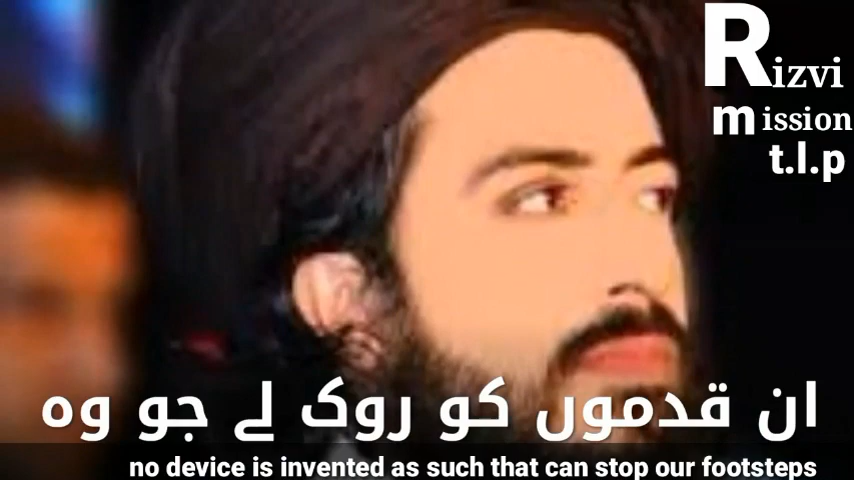 Rizvi
mission
t.l.p
ان قدموں کو روک لے جو وہ
no device is invented as such that can stop our footsteps